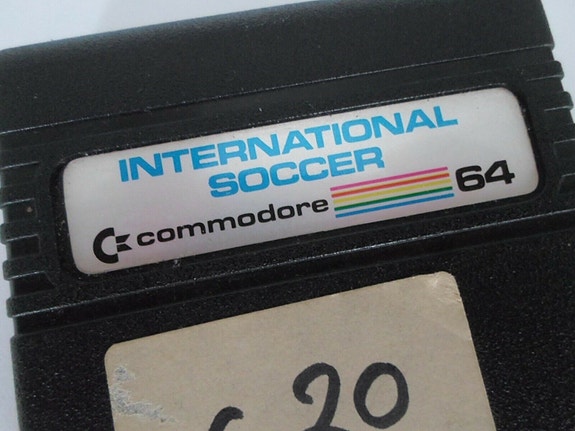 INTERNATIONAL
SOCCER
commodore 64
20